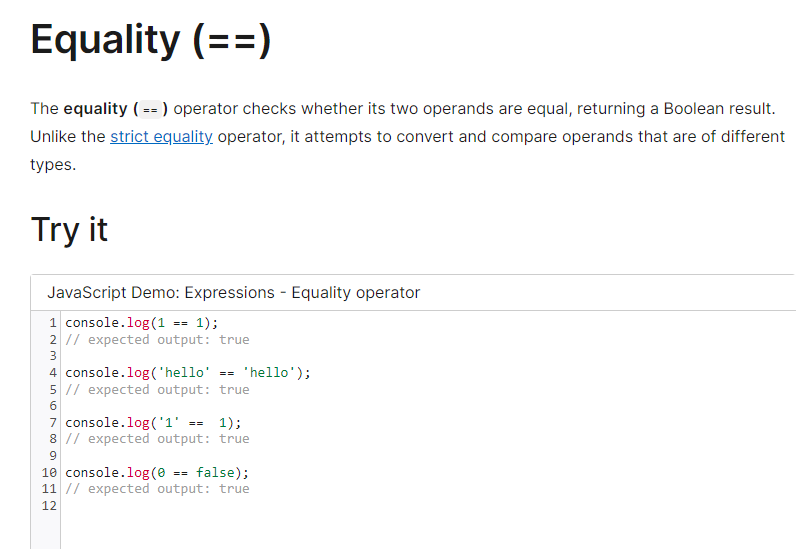 Equality (==)
The equality (==) operator checks whether its two operands are equal, returning a Boolean result.
Unlike the strict equality operator, it attempts to convert and compare operands that are of different
types.
Try it
JavaScript Demo: Expressions - Equality operator
1 console.log(1 == 1);
2 // expected output: true
3
4 console.log('hello' == 'hello');
5 // expected output: true
6
7 console.log('1' ==  1);
8 // expected output: true
9
10 console.log(0 == false);
11 // expected output: true
12